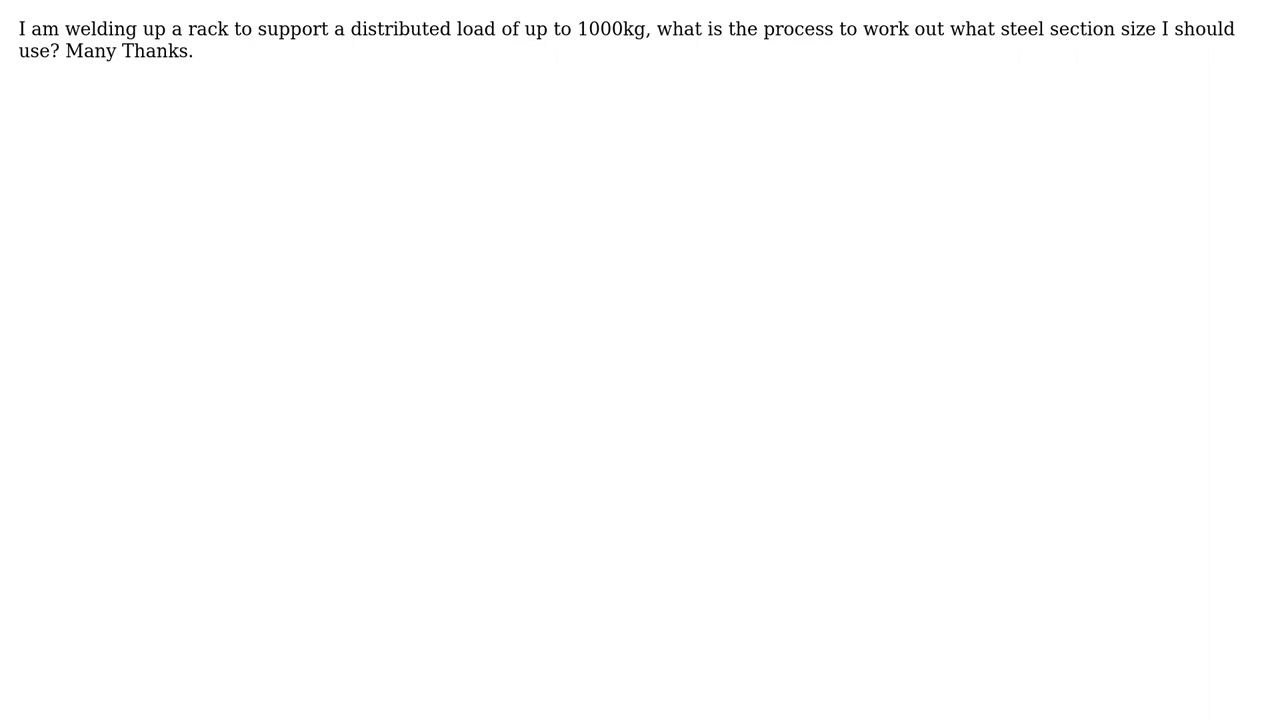 I am welding up a rack to support a distributed load of up to 1000kg, what is the process to work out what steel section size I should
use? Many Thanks.